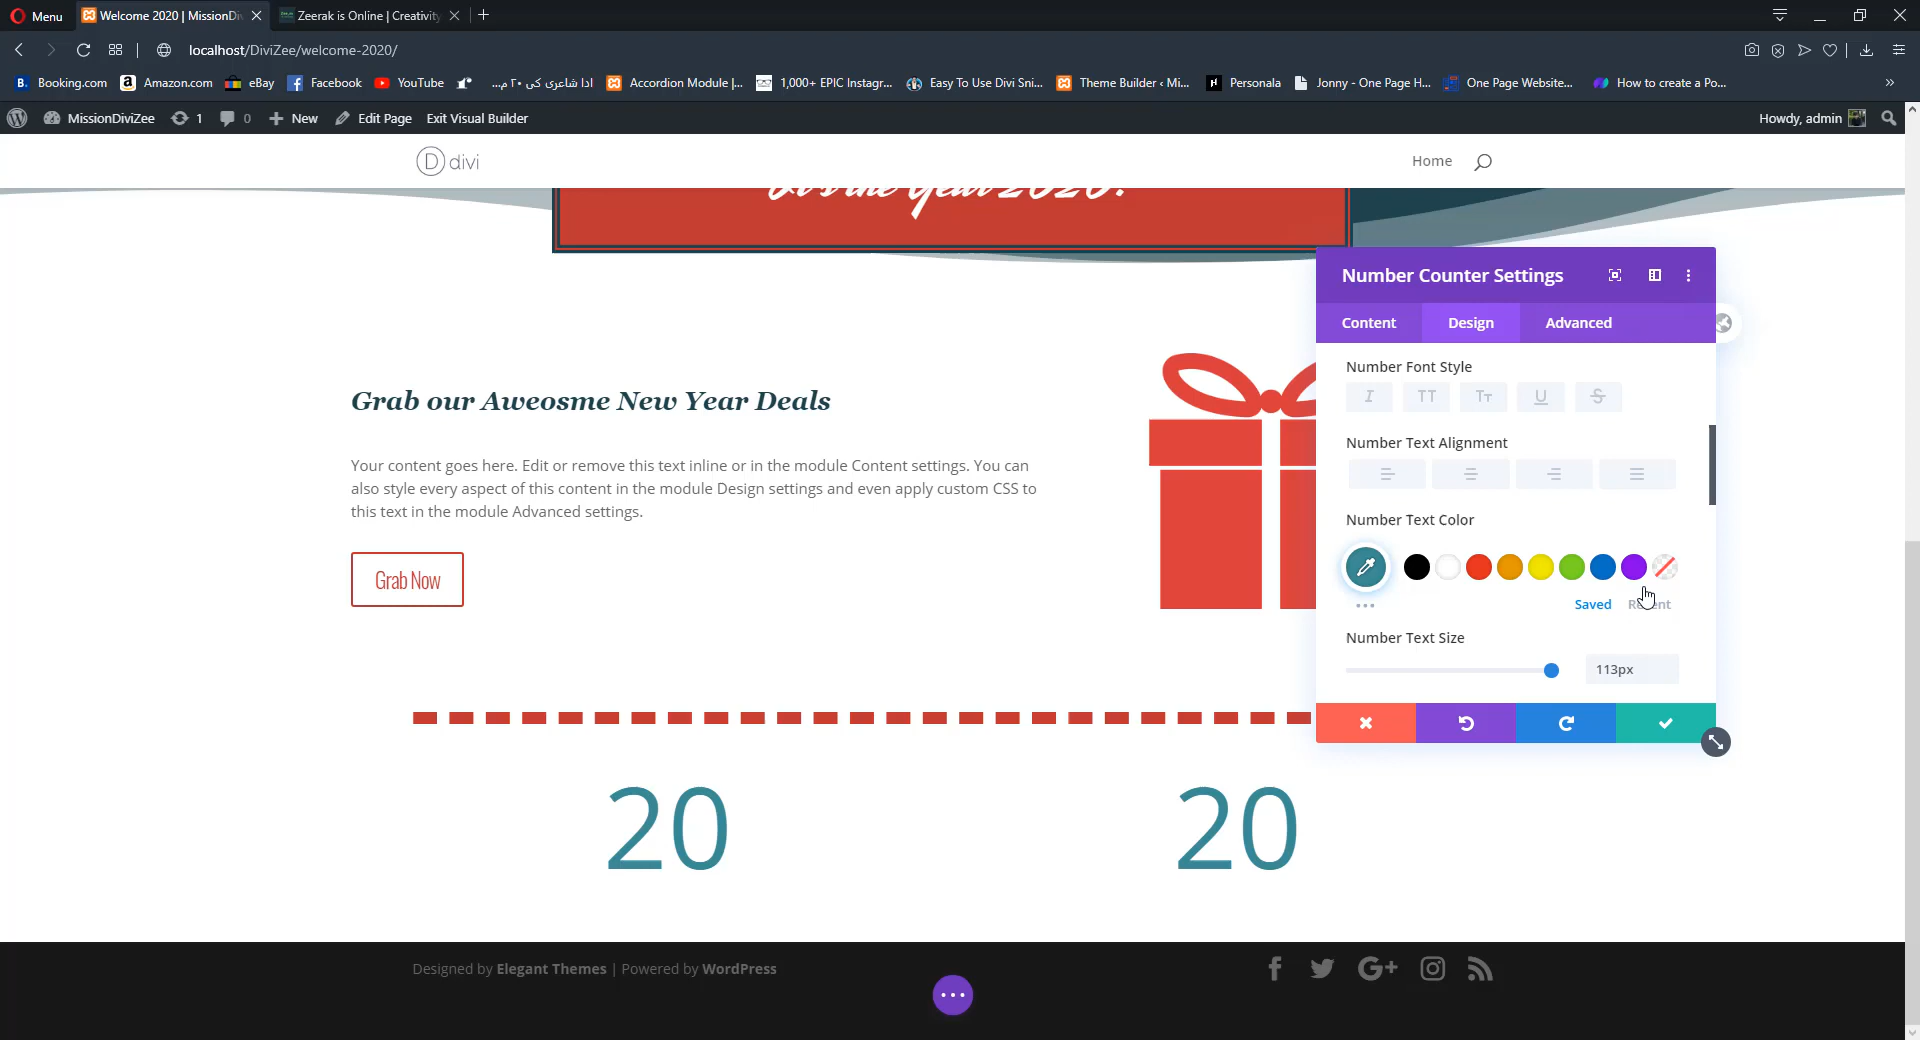 Menu
Welcome 2020 | MissionDi
Zeerak is Online | Creativity
localhost/DiviZee/welcome-2020/
Booking.com
Amazon.com
eBay
Facebook
YouTube
ادا شاعری کی ٢٠ م...
Accordion Module |...
1,000+ EPIC Instagr...
Easy To Use Divi Sni...
Theme Builder ‹ Mi...
Personala
Jonny - One Page H...
One Page Website...
How to create a Po...
MissionDiviZee
1
0
New
Edit Page
Exit Visual Builder
Howdy, admin
divi
Home
Number Counter Settings
Content
Design
Advanced
Number Font Style
Number Text Alignment
Number Text Color
Saved
Recent
Number Text Size
113px
Grab our Aweosme New Year Deals
Your content goes here. Edit or remove this text inline or in the module Content settings. You can
also style every aspect of this content in the module Design settings and even apply custom CSS to
this text in the module Advanced settings.
Grab Now
20
20
Designed by Elegant Themes | Powered by WordPress